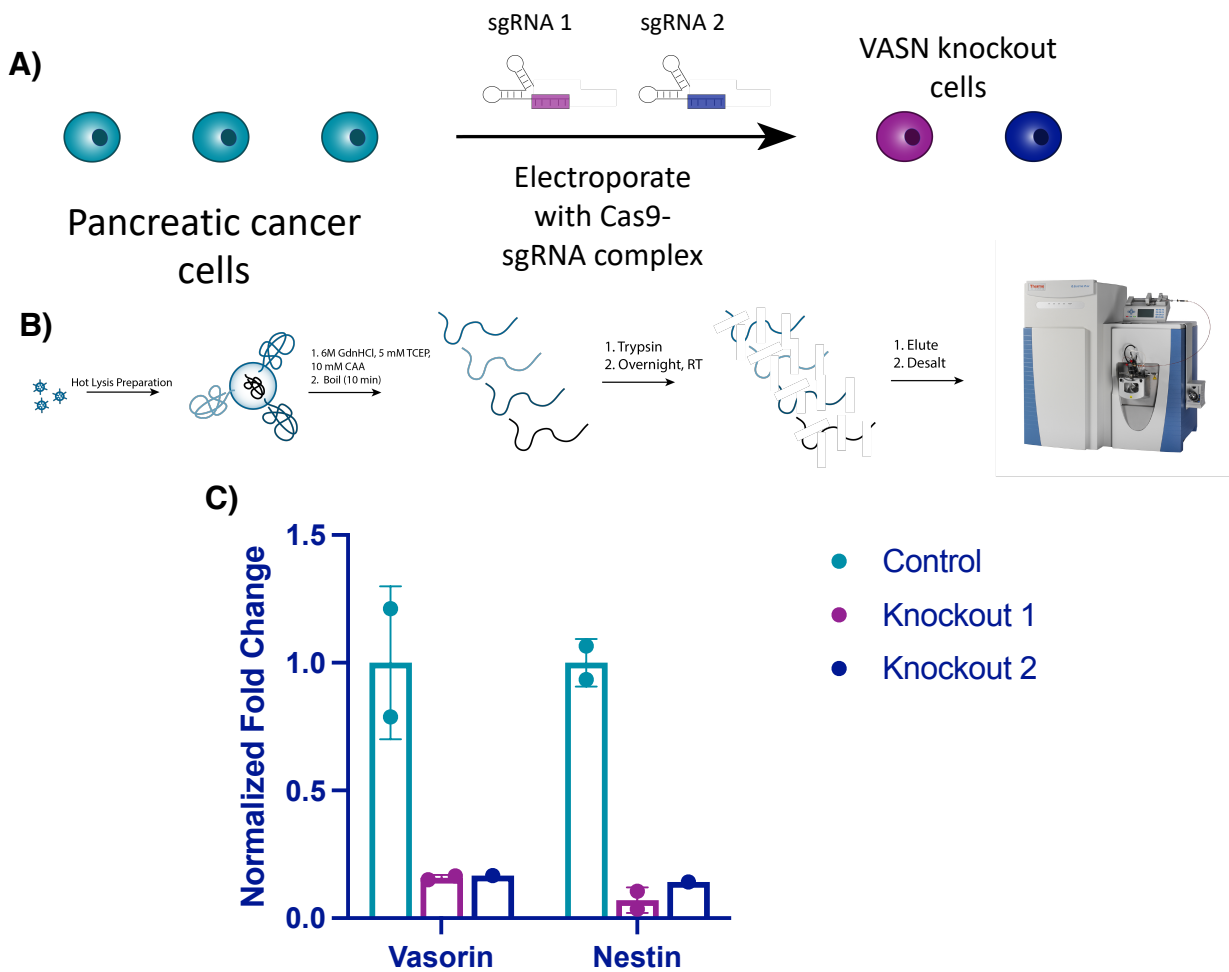 A)
sgRNA 1
sgRNA 2
VASN knockout
cells
Pancreatic cancer
cells
Electroporate
with Cas9-
sgRNA complex
B)
Hot Lysis Preparation
1. 6M GdnHCl, 5 mM TCEP,
10 mM CAA
2. Boil (10 min)
1. Trypsin
2. Overnight, RT
1. Elute
2. Desalt
C)
Normalized Fold Change
1.5
1.0
0.5
0.0
Vasorin
Nestin
Control
Knockout 1
Knockout 2